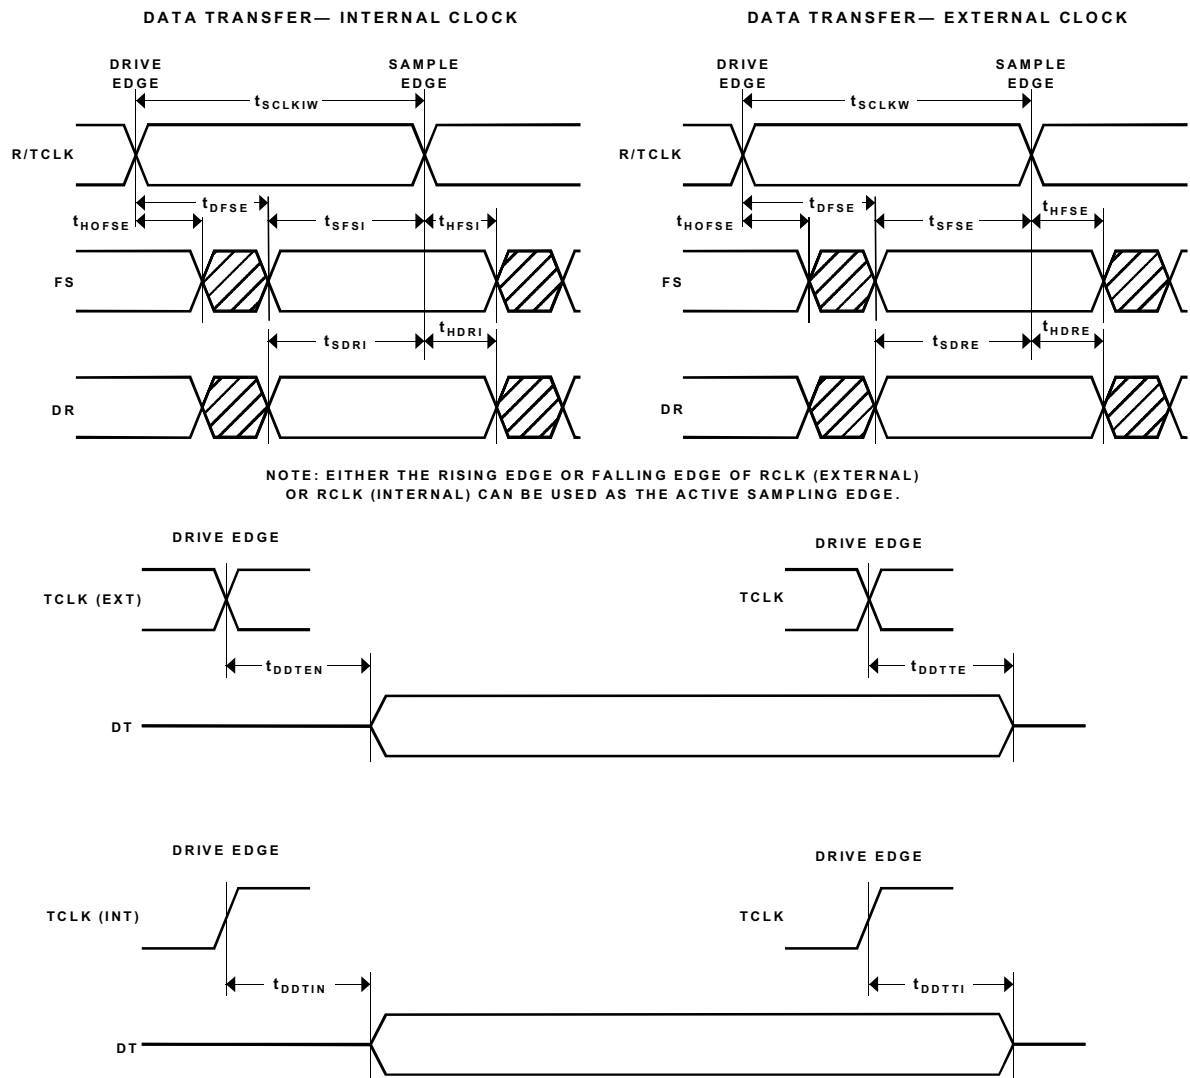 DATA TRANSFER— INTERNAL CLOCK
DRIVE EDGE
SAMPLE EDGE
tSCLKIW
R/TCLK
tDFSE
tHOFSE
tSFSI
tHFSI
FS
tSDRI
tHDRI
DR
DATA TRANSFER— EXTERNAL CLOCK
DRIVE EDGE
SAMPLE EDGE
tSCLKW
R/TCLK
tDFSE
tHOFSE
tSFSE
tHFSE
FS
tSDRE
tHDRE
DR
NOTE: EITHER THE RISING EDGE OR FALLING EDGE OF RCLK (EXTERNAL)
OR RCLK (INTERNAL) CAN BE USED AS THE ACTIVE SAMPLING EDGE.
DRIVE EDGE
DRIVE EDGE
TCLK (EXT)
TCLK
tDDTEN
tDDTTE
DT
DRIVE EDGE
DRIVE EDGE
TCLK (INT)
TCLK
tDDTIN
tDDTTI
DT